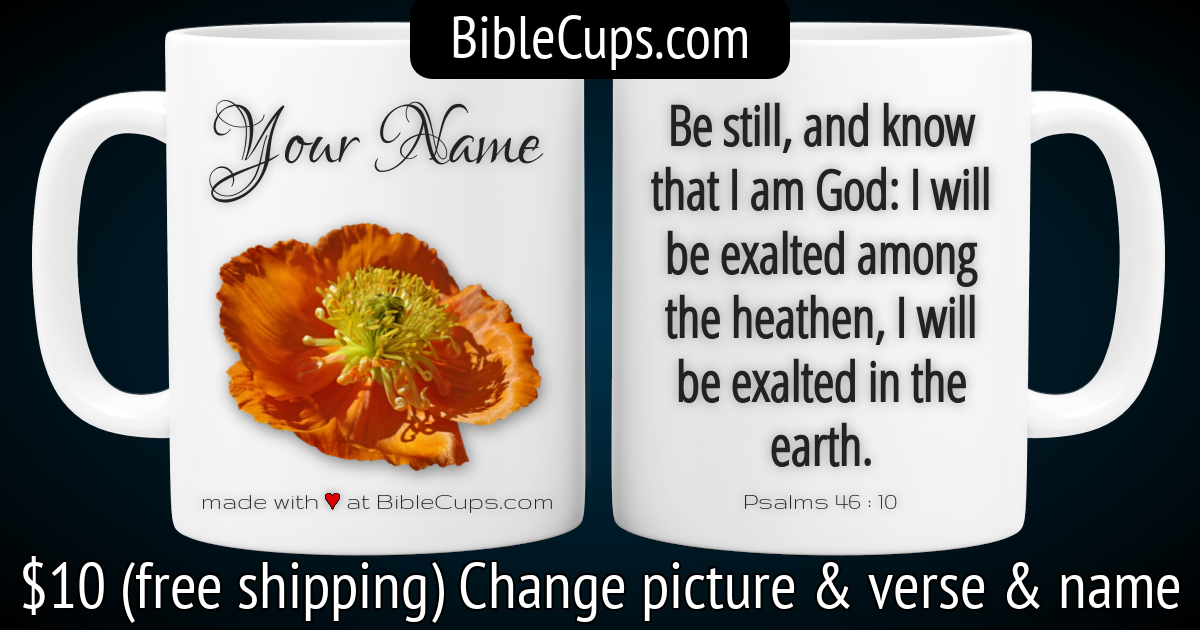 BibleCups.com
Your Name
made with ♥ at BibleCups.com
Be still, and know
that I am God: I will
be exalted among
the heathen, I will
be exalted in the
earth.
Psalms 46 : 10
$10 (free shipping) Change picture & verse & name